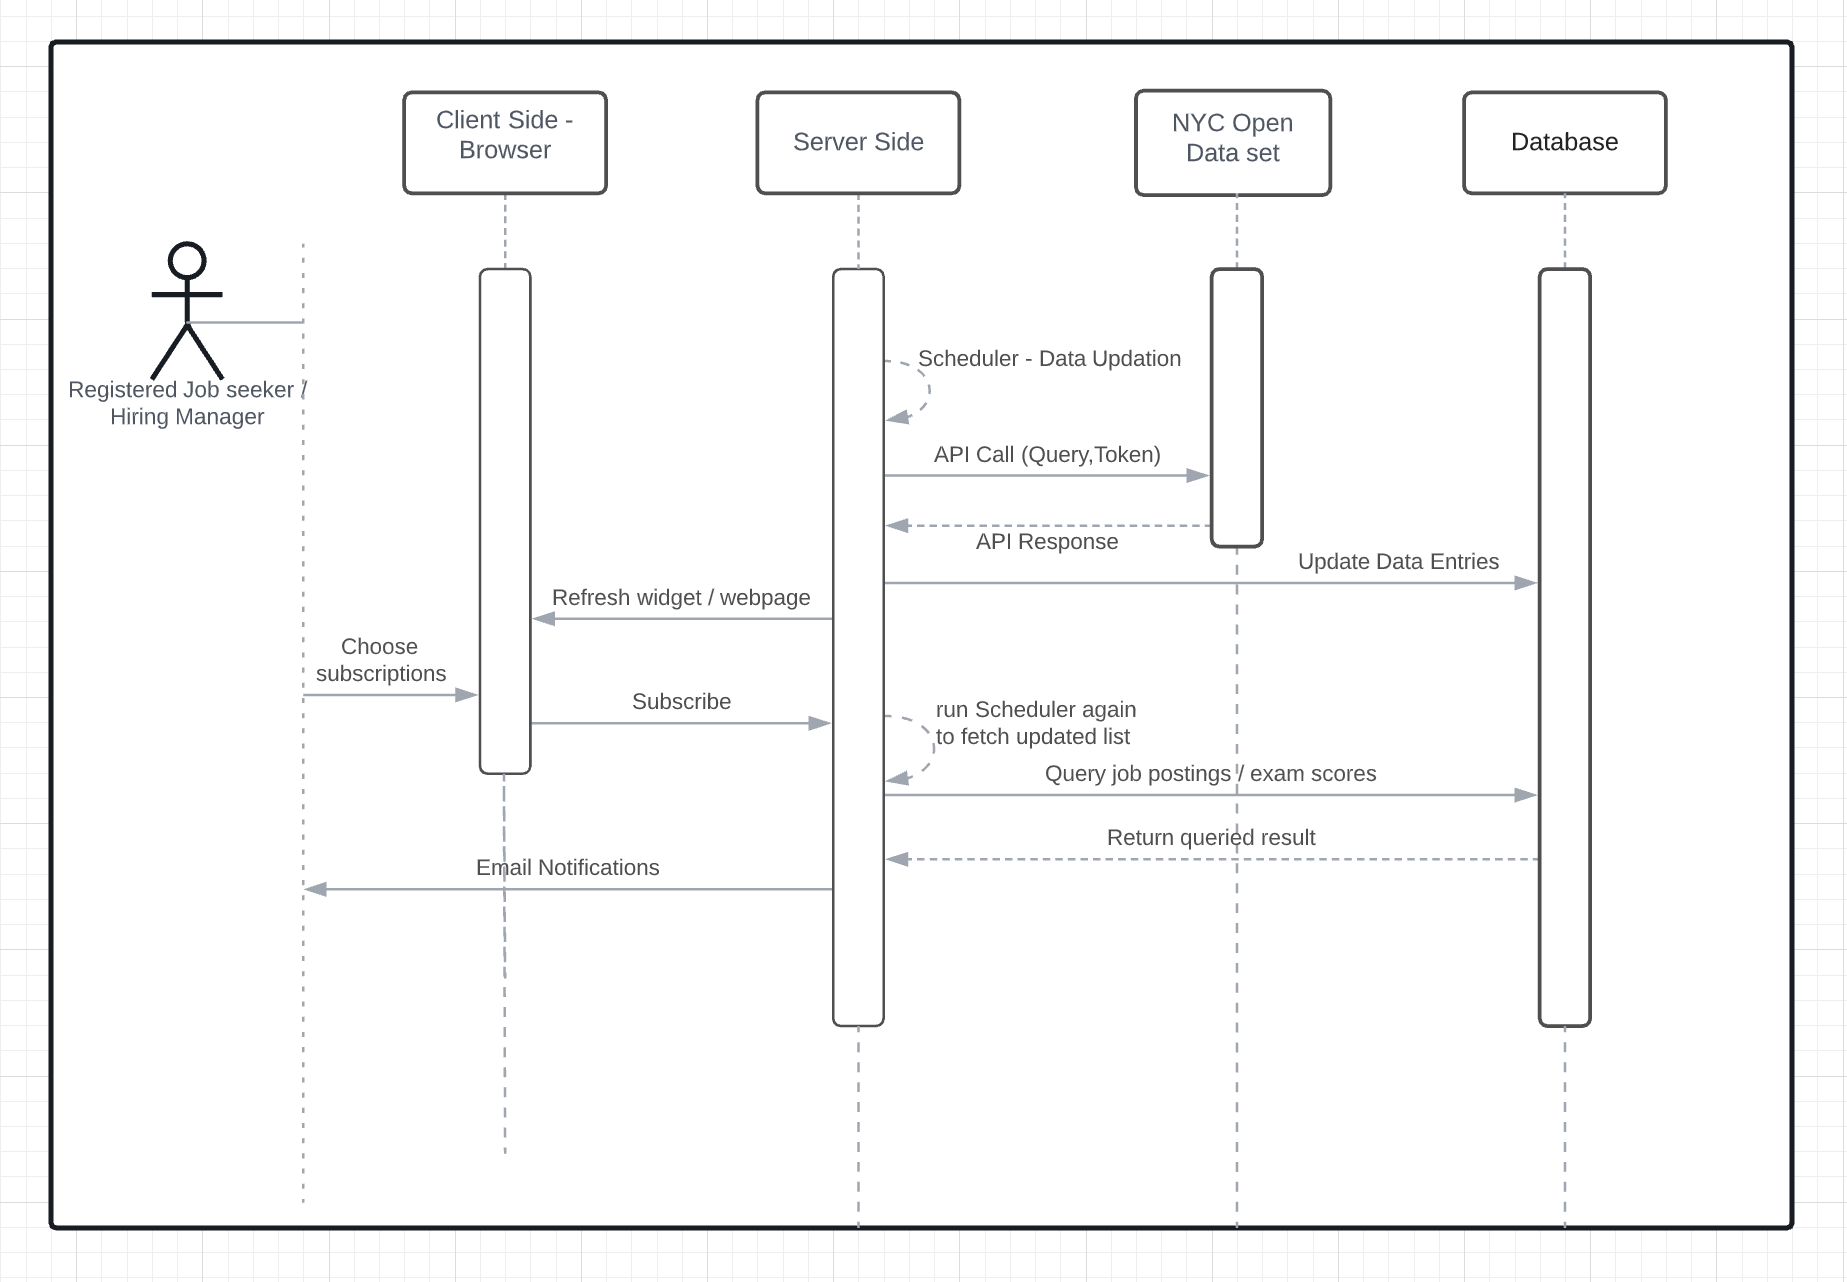 Client Side -
Browser
Server Side
NYC Open
Data set
Database
Registered Job seeker /
Hiring Manager
Scheduler - Data Updation
API Call (Query,Token)
API Response
Update Data Entries
Refresh widget / webpage
Choose
subscriptions
Subscribe
run Scheduler again
to fetch updated list
Query job postings / exam scores
Return queried result
Email Notifications